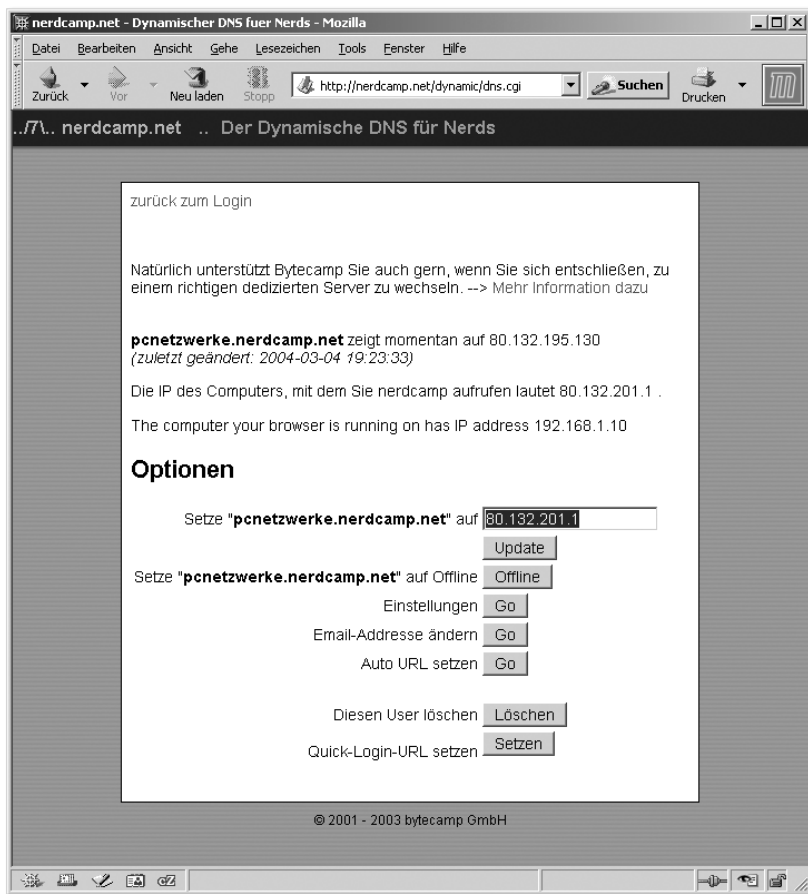 nerdcamp.net - Dynamischer DNS fuer Nerds - Mozilla
Datei Bearbeiten Ansicht Gehe Lesezeichen Tools Fenster Hilfe
Zurück Vor Neu laden Stopp http://nerdcamp.net/dynamic/dns.cgi Suchen Drucken
../7\.. nerdcamp.net .. Der Dynamische DNS für Nerds
zurück zum Login
Natürlich unterstützt Bytecamp Sie auch gern, wenn Sie sich entschließen, zu
einem richtigen dedizierten Server zu wechseln. --> Mehr Information dazu
pcnetzwerke.nerdcamp.net zeigt momentan auf 80.132.195.130
(zuletzt geändert: 2004-03-04 19:23:33)
Die IP des Computers, mit dem Sie nerdcamp aufrufen lautet 80.132.201.1 .
The computer your browser is running on has IP address 192.168.1.10
Optionen
Setze "pcnetzwerke.nerdcamp.net" auf 80.132.201.1
Update
Setze "pcnetzwerke.nerdcamp.net" auf Offline Offline
Einstellungen Go
Email-Addresse ändern Go
Auto URL setzen Go
Diesen User löschen Löschen
Quick-Login-URL setzen Setzen
© 2001 - 2003 bytecamp GmbH